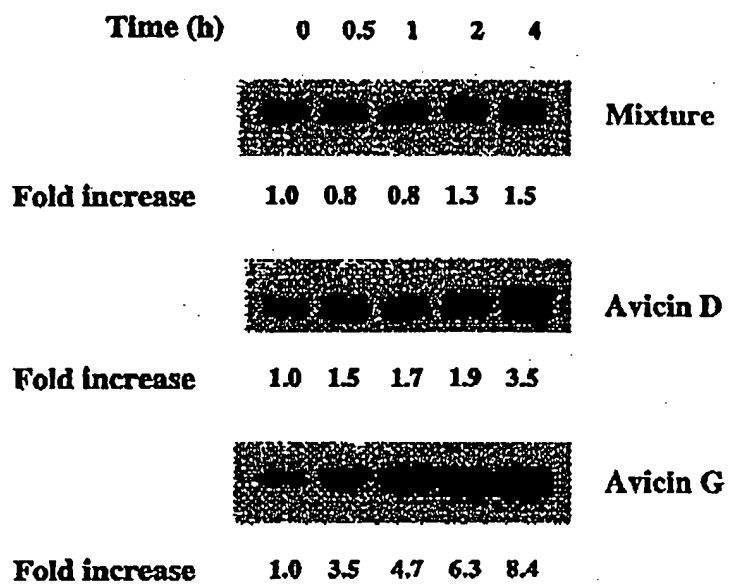 Time (h) 0 0.5 1 2 4
Mixture
Fold increase 1.0 0.8 0.8 1.3 1.5
Avicin D
Fold increase 1.0 1.5 1.7 1.9 3.5
Avicin G
Fold increase 1.0 3.5 4.7 6.3 8.4